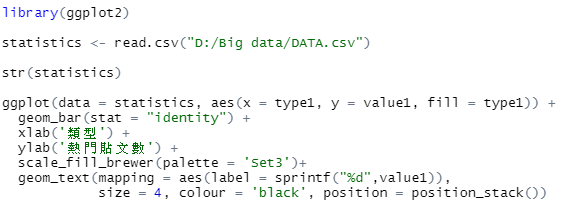 library(ggplot2)
statistics <- read.csv("D:/Big data/DATA.csv")
str(statistics)
ggplot(data = statistics, aes(x = type1, y = value1, fill = type1)) +
geom_bar(stat = "identity") +
xlab('類型') +
ylab('熱門貼文數') +
scale_fill_brewer(palette = 'Set3')+
geom_text(mapping = aes(label = sprintf("%d",value1)),
size = 4, colour = 'black', position = position_stack())